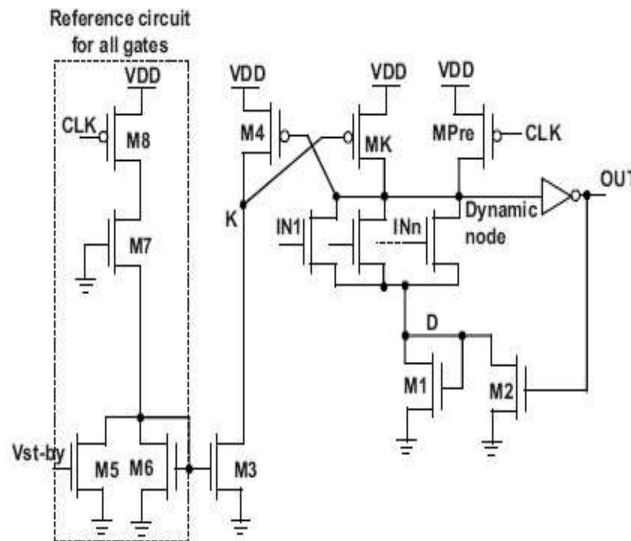 Reference circuit
for all gates
VDD
VDD
VDD
VDD
CLK
M8
M4
MK
MPre
CLK
OUT
K
IN1
INn
Dynamic
node
M7
D
M1
M2
Vst-by
M5
M6
M3